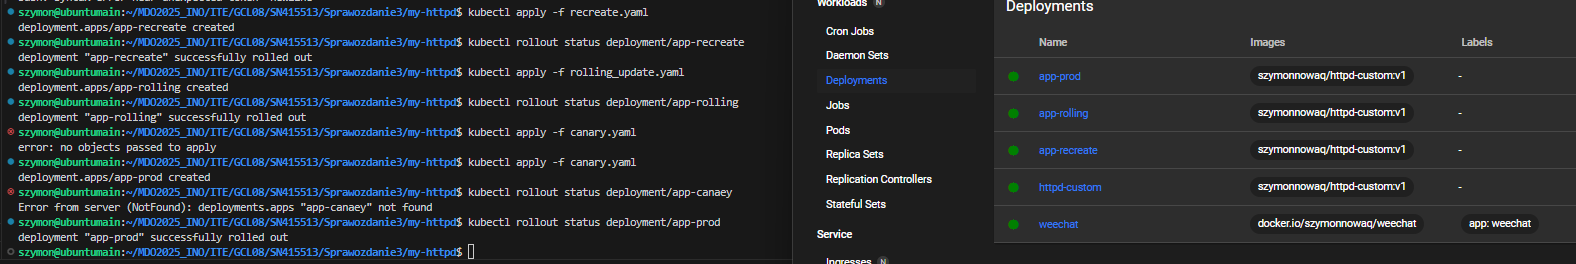 szymon@ubuntumain:~/MDO2025_INO/ITE/GCL08/SN415513/Sprawozdanie3/my-httpd$ kubectl apply -f recreate.yaml
deployment.apps/app-recreate created
szymon@ubuntumain:~/MDO2025_INO/ITE/GCL08/SN415513/Sprawozdanie3/my-httpd$ kubectl rollout status deployment/app-recreate
deployment "app-recreate" successfully rolled out
szymon@ubuntumain:~/MDO2025_INO/ITE/GCL08/SN415513/Sprawozdanie3/my-httpd$ kubectl apply -f rolling_update.yaml
deployment.apps/app-rolling created
szymon@ubuntumain:~/MDO2025_INO/ITE/GCL08/SN415513/Sprawozdanie3/my-httpd$ kubectl rollout status deployment/app-rolling
deployment "app-rolling" successfully rolled out
szymon@ubuntumain:~/MDO2025_INO/ITE/GCL08/SN415513/Sprawozdanie3/my-httpd$ kubectl apply -f canary.yaml
error: no objects passed to apply
szymon@ubuntumain:~/MDO2025_INO/ITE/GCL08/SN415513/Sprawozdanie3/my-httpd$ kubectl apply -f canary.yaml
deployment.apps/app-prod created
szymon@ubuntumain:~/MDO2025_INO/ITE/GCL08/SN415513/Sprawozdanie3/my-httpd$ kubectl rollout status deployment/app-canaey
Error from server (NotFound): deployments.apps "app-canaey" not found
szymon@ubuntumain:~/MDO2025_INO/ITE/GCL08/SN415513/Sprawozdanie3/my-httpd$ kubectl rollout status deployment/app-prod
deployment "app-prod" successfully rolled out
szymon@ubuntumain:~/MDO2025_INO/ITE/GCL08/SN415513/Sprawozdanie3/my-httpd$
Workloads N
Cron Jobs
Daemon Sets
Deployments
Jobs
Pods
Replica Sets
Replication Controllers
Stateful Sets
Service
Ingresses N
Deployments
Name Images Labels
app-prod szymonnowaq/httpd-custom:v1 -
app-rolling szymonnowaq/httpd-custom:v1 -
app-recreate szymonnowaq/httpd-custom:v1 -
httpd-custom szymonnowaq/httpd-custom:v1 -
weechat docker.io/szymonnowaq/weechat app: weechat